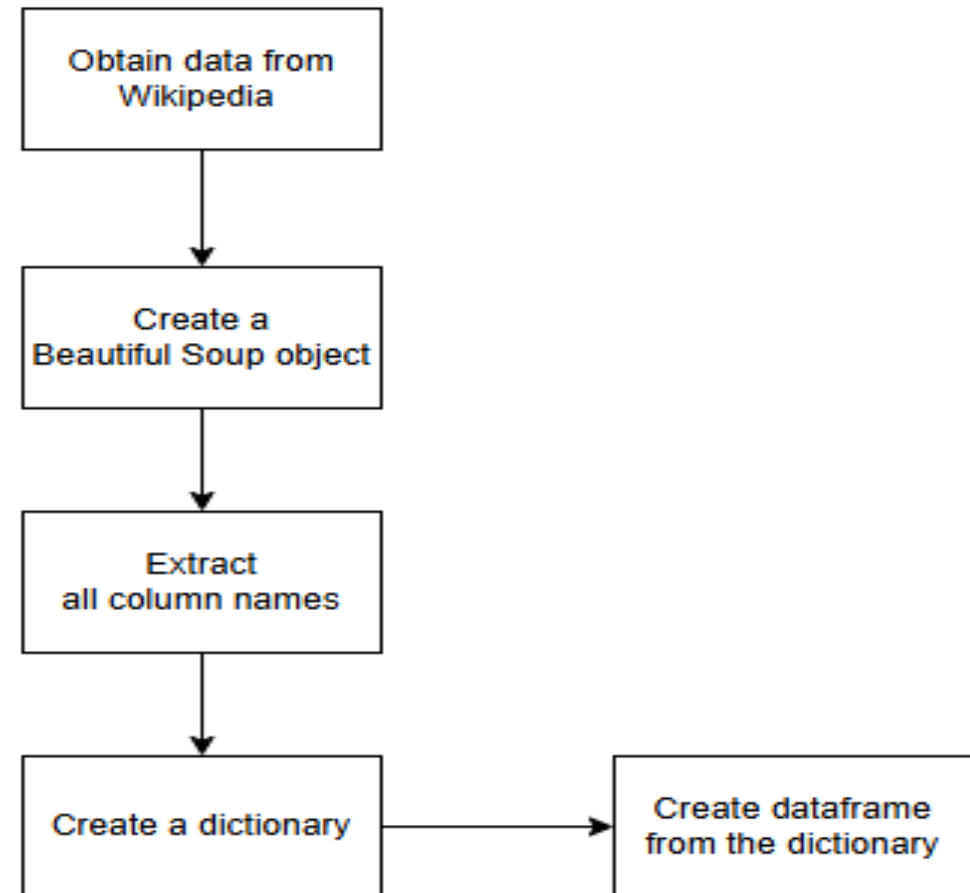 Obtain data from
Wikipedia
Create a
Beautiful Soup object
Extract
all column names
Create a dictionary
Create dataframe
from the dictionary